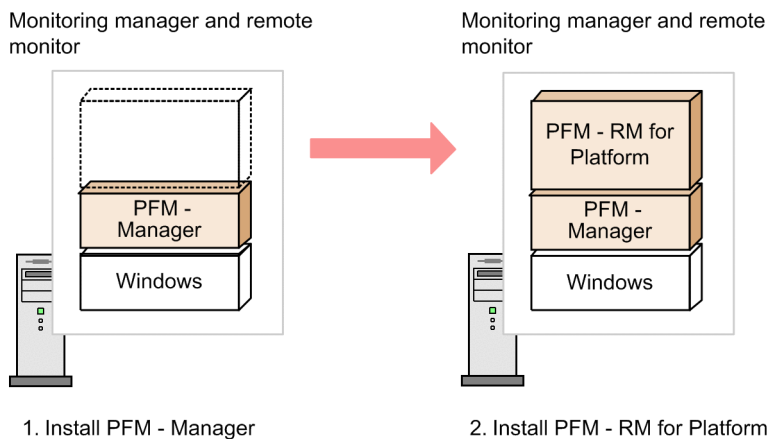 Monitoring manager and remote
monitor
PFM -
Manager
Windows
1. Install PFM - Manager
Monitoring manager and remote
monitor
PFM - RM for
Platform
PFM -
Manager
Windows
2. Install PFM - RM for Platform